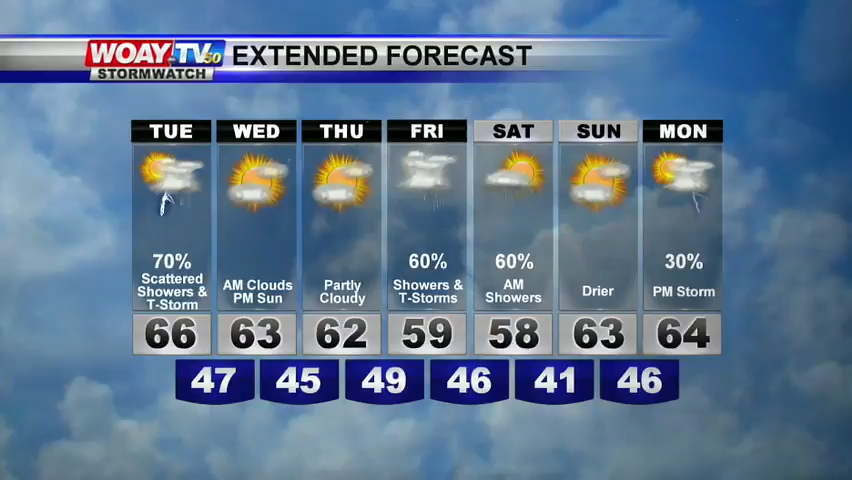 WOAY-TV 50 EXTENDED FORECAST
STORMWATCH
TUE WED THU FRI SAT SUN MON
70% 60% 60% 30%
Scattered Showers & T-Storm
AM Clouds PM Sun
Partly Cloudy
Showers & T-Storms
AM Showers
Drier
PM Storm
66 63 62 59 58 63 64
47 45 49 46 41 46